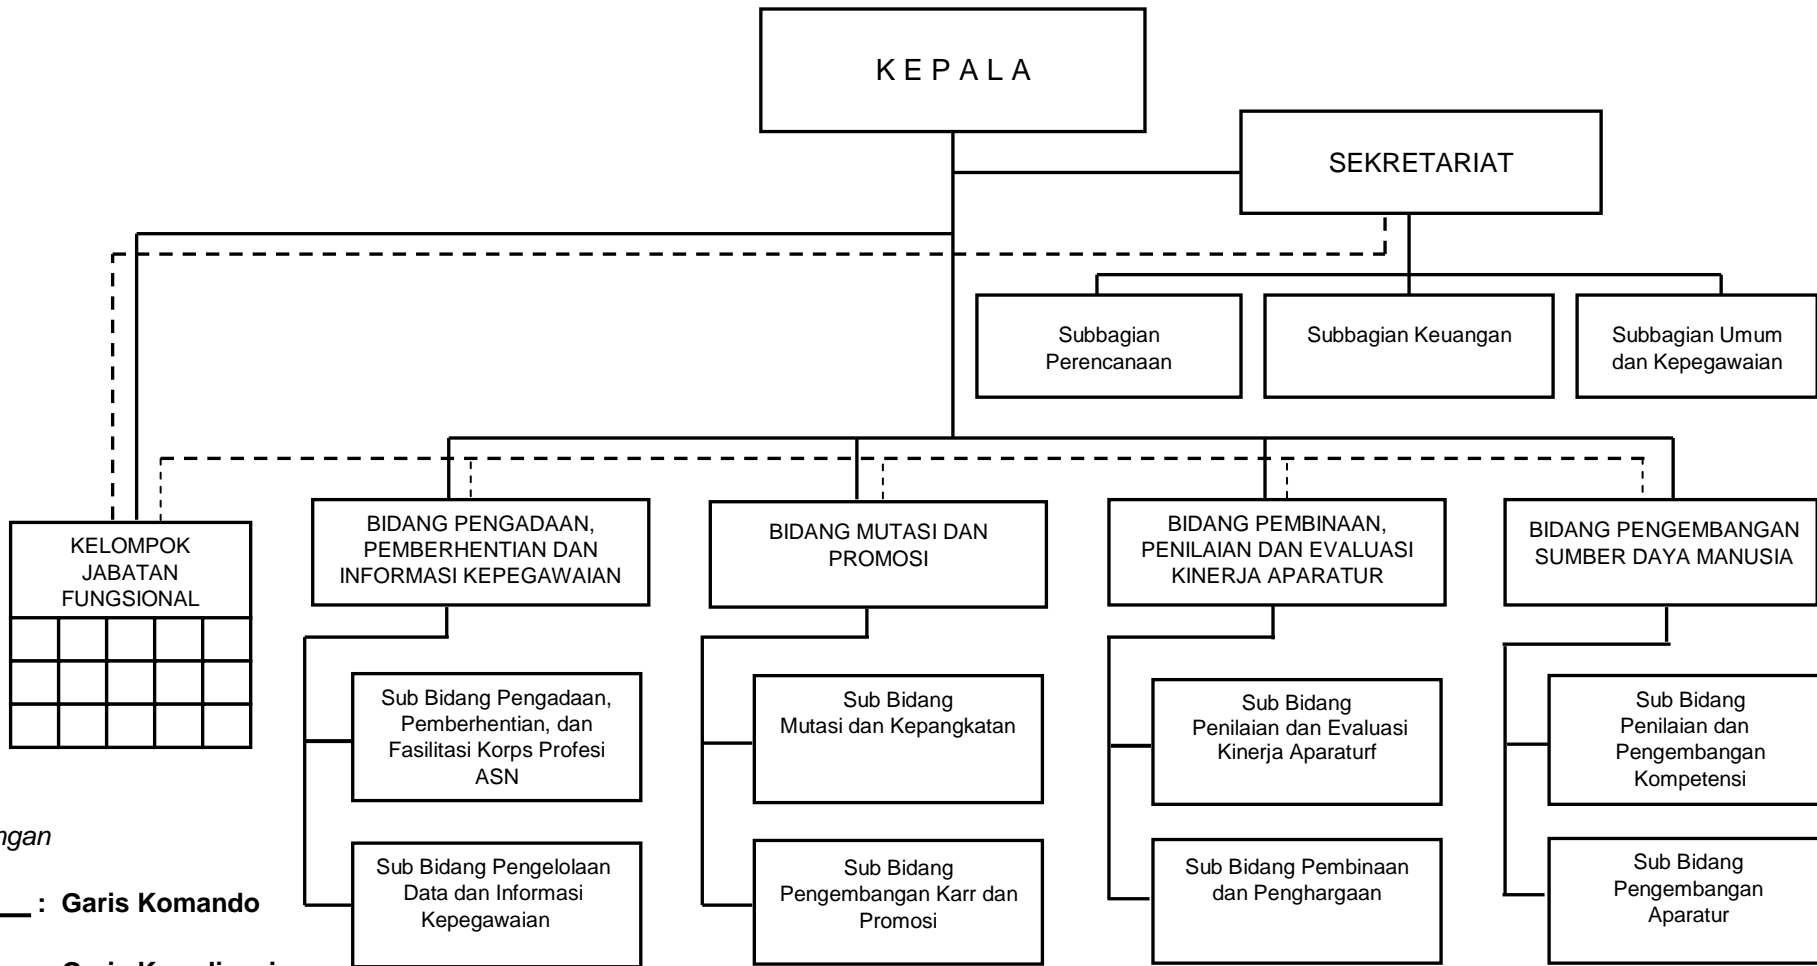 K E P A L A
SEKRETARIAT
Subbagian
Perencanaan
Subbagian Keuangan
Subbagian Umum
dan Kepegawaian
KELOMPOK
JABATAN
FUNGSIONAL
BIDANG PENGADAAN,
PEMBERHENTIAN DAN
INFORMASI KEPEGAWAIAN
BIDANG MUTASI DAN
PROMOSI
BIDANG PEMBINAAN,
PENILAIAN DAN EVALUASI
KINERJA APARATUR
BIDANG PENGEMBANGAN
SUMBER DAYA MANUSIA
Sub Bidang Pengadaan,
Pemberhentian, dan
Fasilitasi Korps Profesi
ASN
Sub Bidang
Mutasi dan Kepangkatan
Sub Bidang
Penilaian dan Evaluasi
Kinerja Aparaturf
Sub Bidang
Penilaian dan
Pengembangan
Kompetensi
Sub Bidang Pengelolaan
Data dan Informasi
Kepegawaian
Sub Bidang
Pengembangan Karr dan
Promosi
Sub Bidang Pembinaan
dan Penghargaan
Sub Bidang
Pengembangan
Aparatur
ngan
: Garis Komando